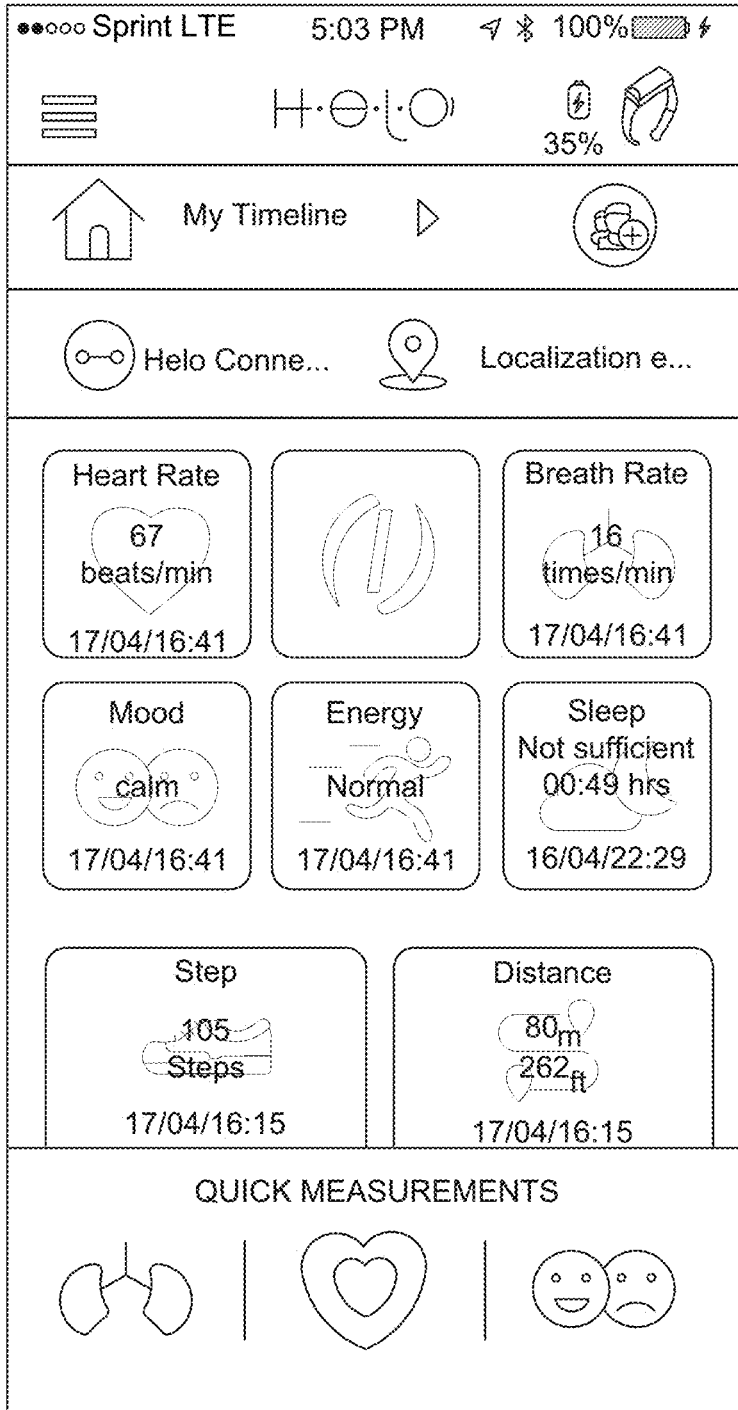 Sprint LTE 5:03 PM 100%
H·e·l·O
35%
My Timeline
Helo Conne... Localization e...
Heart Rate
67
beats/min
17/04/16:41
Breath Rate
16
times/min
17/04/16:41
Mood
calm
17/04/16:41
Energy
Normal
17/04/16:41
Sleep
Not sufficient
00:49 hrs
16/04/22:29
Step
105
Steps
17/04/16:15
Distance
80m
262ft
17/04/16:15
QUICK MEASUREMENTS